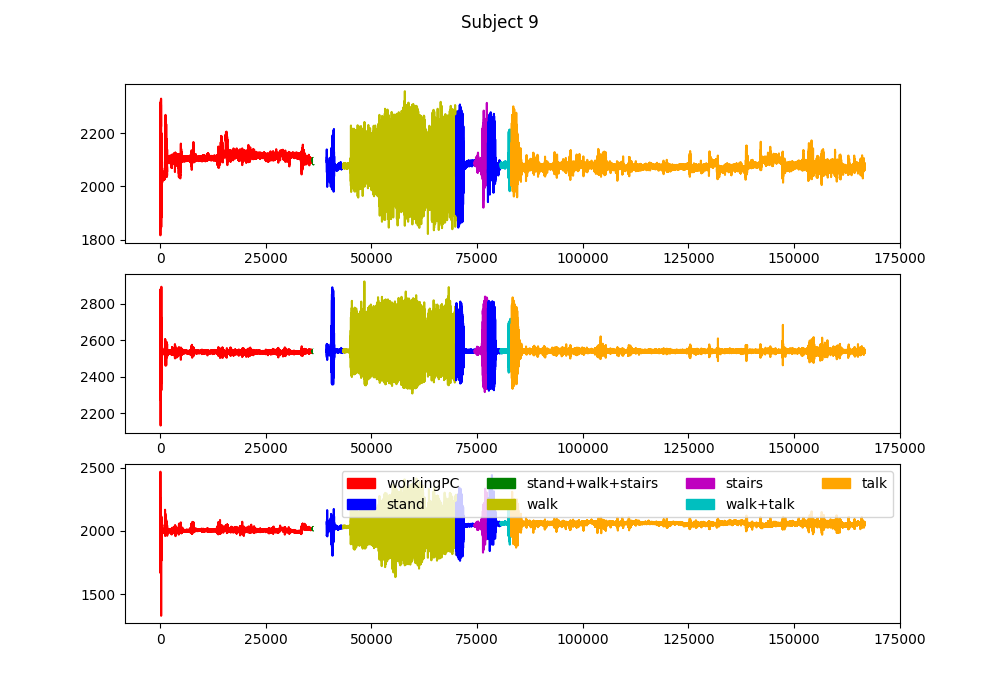 Subject 9
2200
2000
1800
0 25000 50000 75000 100000 125000 150000 175000
2800
2600
2400
2200
0 25000 50000 75000 100000 125000 150000 175000
2500
2000
1500
workingPC stand+walk+stairs stairs talk
stand walk walk+talk
0 25000 50000 75000 100000 125000 150000 175000